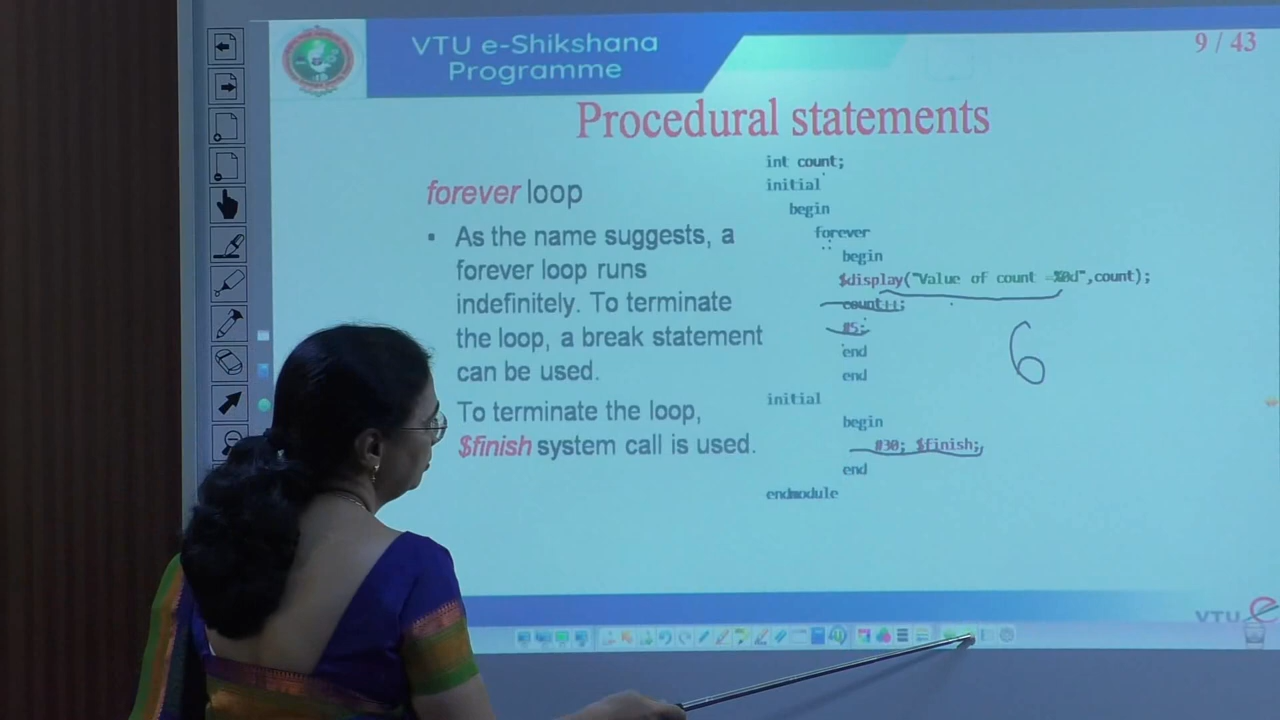 VTU e-Shikshana
Programme
9 / 43
Procedural statements
forever loop
▪ As the name suggests, a
forever loop runs
indefinitely. To terminate
the loop, a break statement
can be used.
To terminate the loop,
$finish system call is used.
int count;
initial
begin
forever
begin
$display("Value of count =%0d",count);
count++;
#5;
end
end
initial
begin
#30; $finish;
end
endmodule
6
VTU e